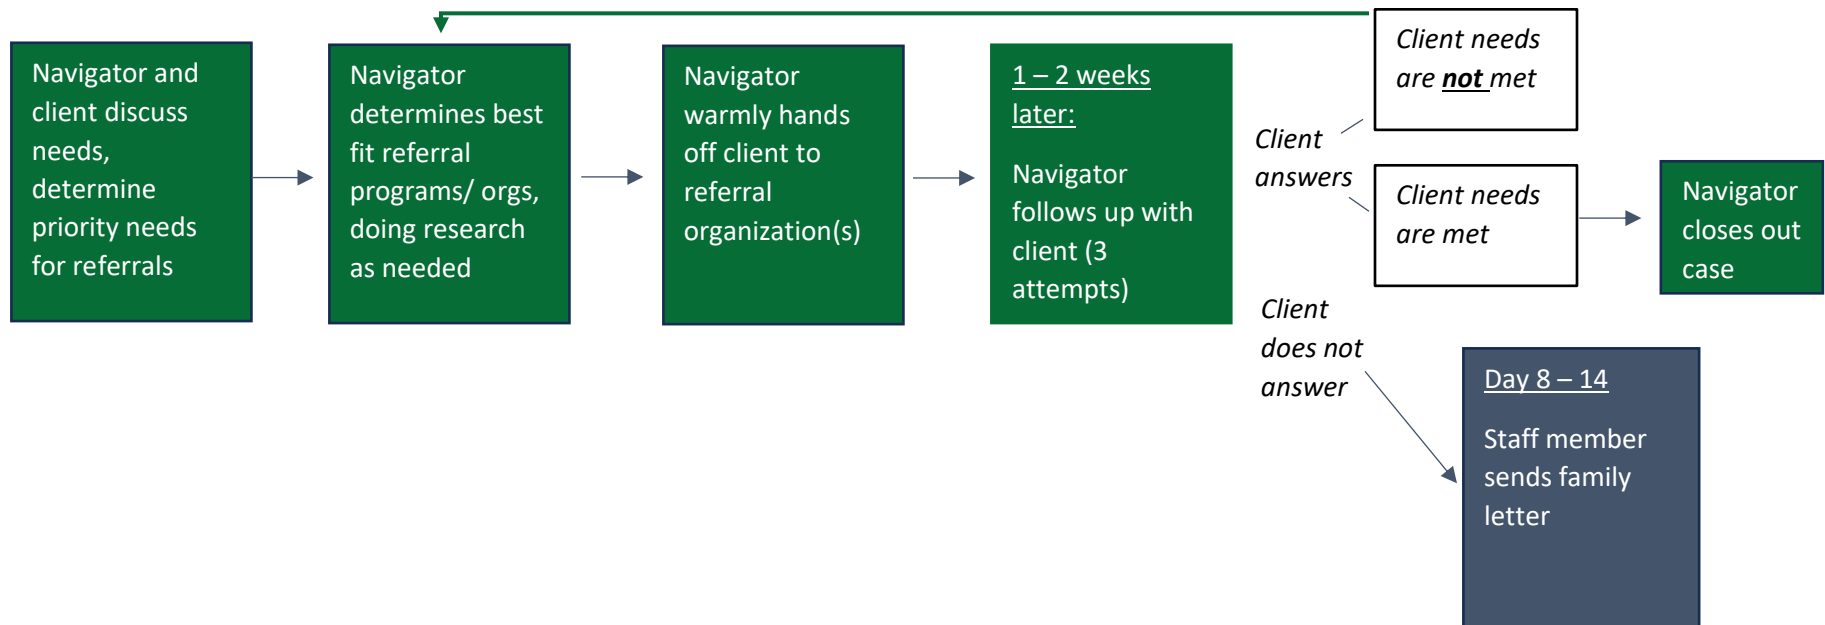 Navigator and
client discuss
needs,
determine
priority needs
for referrals
Navigator
determines best
fit referral
programs/ orgs,
doing research
as needed
Navigator
warmly hands
off client to
referral
organization(s)
1 – 2 weeks
later:
Navigator
follows up with
client (3
attempts)
Client
answers
Client needs
are not met
Client needs
are met
Navigator
closes out
case
Client
does not
answer
Day 8 – 14
Staff member
sends family
letter